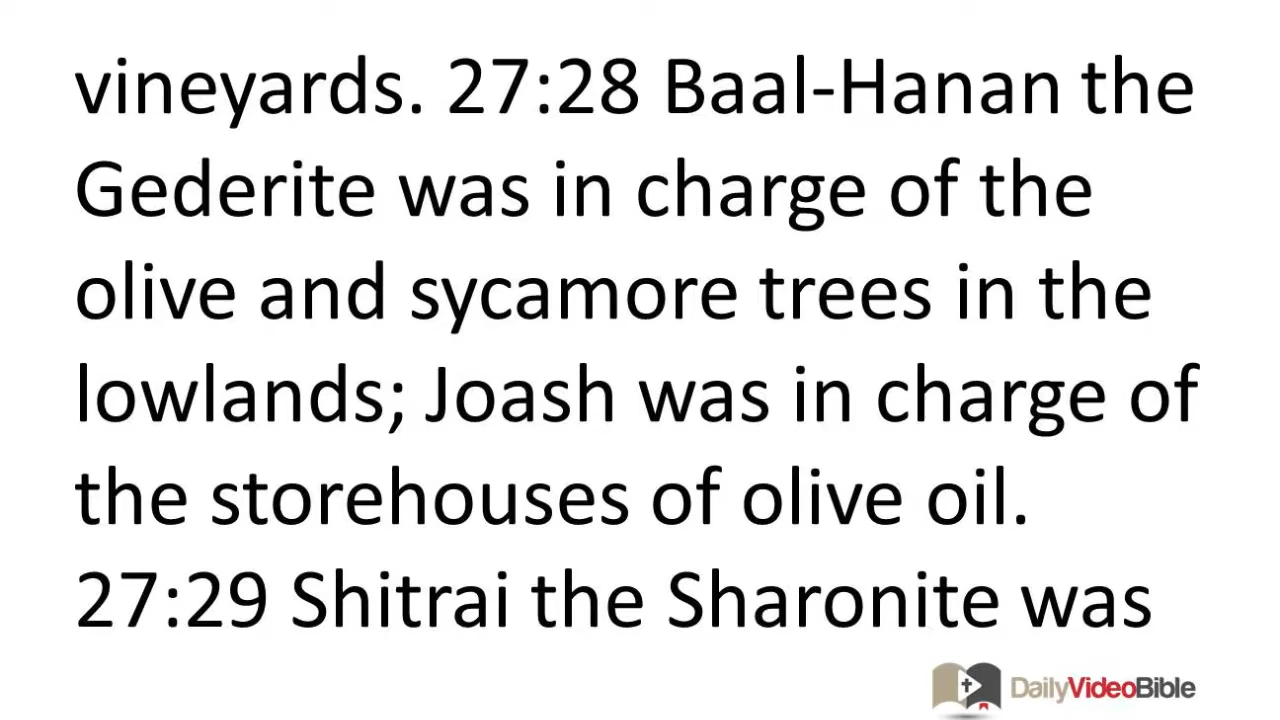 vineyards. 27:28 Baal-Hanan the
Gederite was in charge of the
olive and sycamore trees in the
lowlands; Joash was in charge of
the storehouses of olive oil.
27:29 Shitrai the Sharonite was
DailyVideoBible